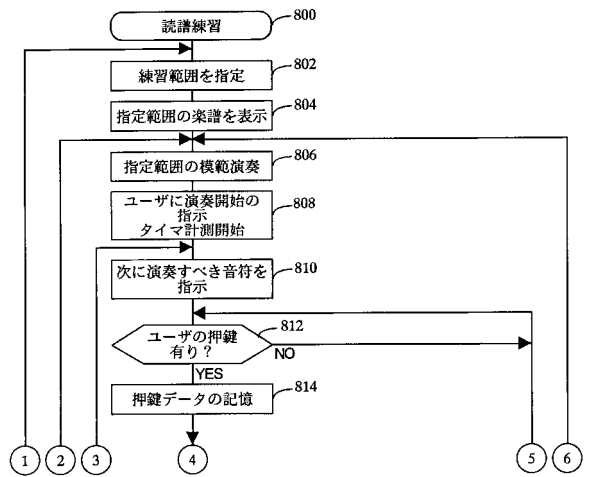 読譜練習
800
練習範囲を指定
802
指定範囲の楽譜を表示
804
指定範囲の模範演奏
806
ユーザに演奏開始の
指示
タイマ計測開始
808
次に演奏すべき音符を
指示
810
ユーザの押鍵
有り？
812
NO
YES
押鍵データの記憶
814
1
2
3
4
5
6